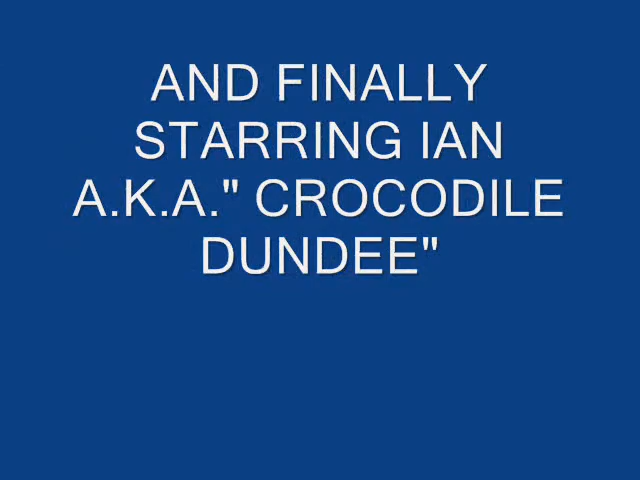 AND FINALLY
STARRING IAN
A.K.A." CROCODILE
DUNDEE"